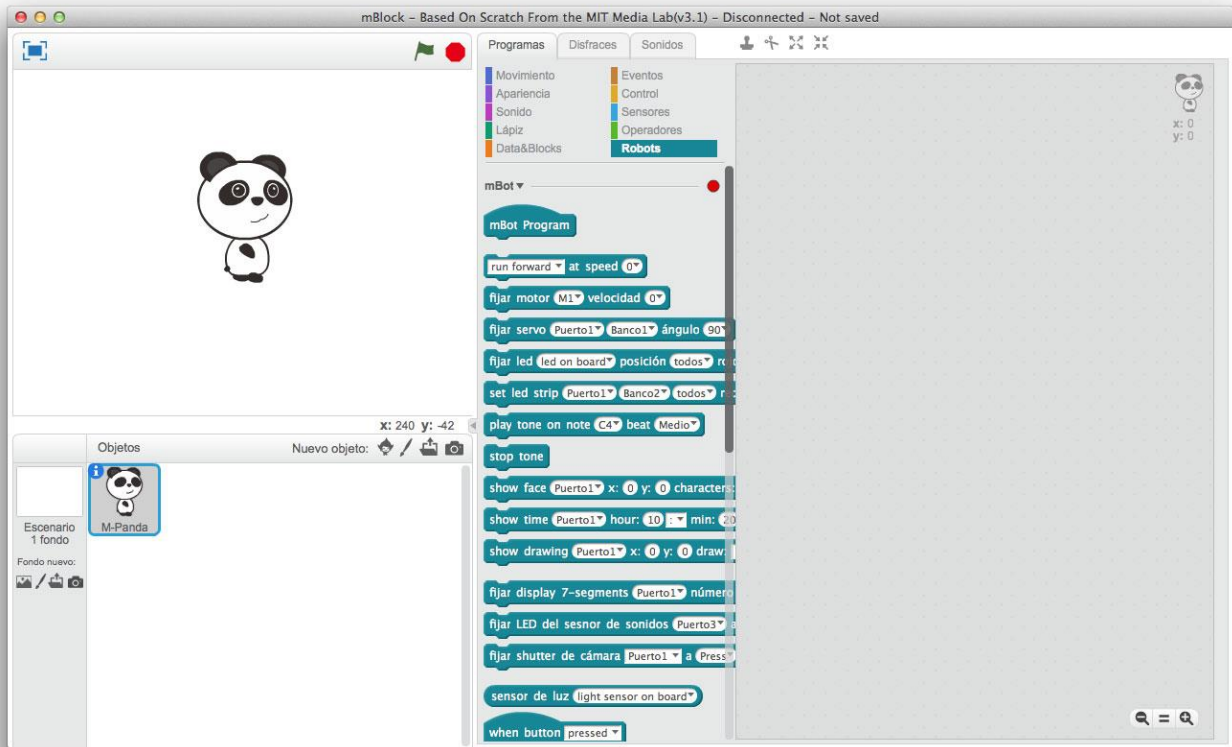 mBlock - Based On Scratch From the MIT Media Lab(v3.1) - Disconnected - Not saved
Programas Disfraces Sonidos
Movimiento Eventos
Apariencia Control
Sonido Sensores
Lápiz Operadores
Data&Blocks Robots
x: 0
y: 0
mBot
mBot Program
run forward at speed 0
fijar motor M1 velocidad 0
fijar servo Puerto1 Banco1 ángulo 90
fijar led led on board posición todos
set led strip Puerto1 Banco2 todos
play tone on note C4 beat Medio
stop tone
show face Puerto1 x: 0 y: 0 characters:
show time Puerto1 hour: 10 : min: 20
show drawing Puerto1 x: 0 y: 0 draw:
fijar display 7-segments Puerto1 número
fijar LED del sesnor de sonidos Puerto3 a
fijar shutter de cámara Puerto1 a Press
sensor de luz light sensor on board
when button pressed
x: 240 y: -42
Objetos Nuevo objeto:
Escenario
1 fondo
M-Panda
Fondo nuevo: